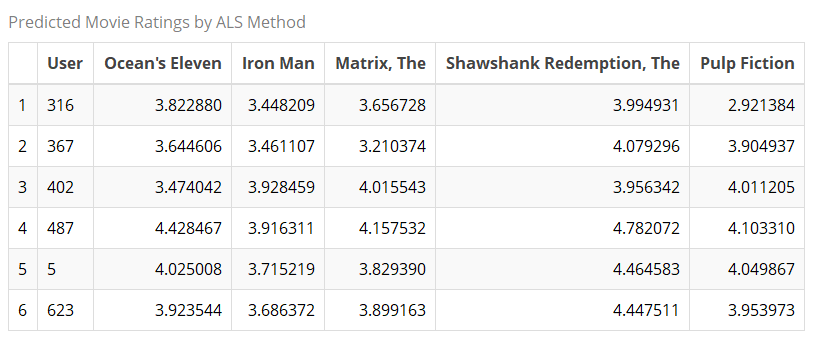 Predicted Movie Ratings by ALS Method
User Ocean's Eleven Iron Man Matrix, The Shawshank Redemption, The Pulp Fiction
1 316 3.822880 3.448209 3.656728 3.994931 2.921384
2 367 3.644606 3.461107 3.210374 4.079296 3.904937
3 402 3.474042 3.928459 4.015543 3.956342 4.011205
4 487 4.428467 3.916311 4.157532 4.782072 4.103310
5 5 4.025008 3.715219 3.829390 4.464583 4.049867
6 623 3.923544 3.686372 3.899163 4.447511 3.953973